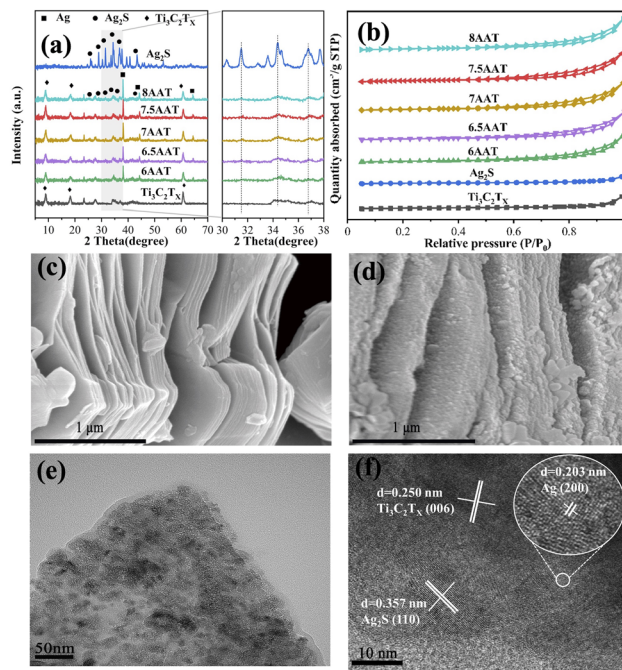 ■ Ag ● Ag₂S ♦ Ti₃C₂Tₓ
(a)
Ag₂S
8AAT
7.5AAT
7AAT
6.5AAT
6AAT
Ti₃C₂Tₓ
Intensity (a.u.)
5 10 20 30 40 50 60 70
2 Theta(degree)
30 32 34 36 38
2 Theta(degree)
(b)
8AAT
7.5AAT
7AAT
6.5AAT
6AAT
Ag₂S
Ti₃C₂Tₓ
Quantity absorbed (cm³/g STP)
0 0.2 0.4 0.6 0.8 1
Relative pressure (P/P₀)
(c)
1 μm
(d)
1 μm
(e)
50nm
(f)
d=0.203 nm
Ag (200)
d=0.250 nm
Ti₃C₂Tₓ (006)
d=0.357 nm
Ag₂S (110)
10 nm